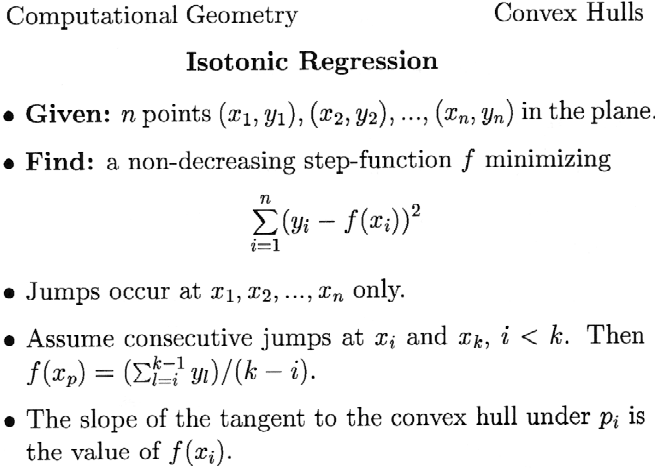 Computational Geometry Convex Hulls
Isotonic Regression
• Given: n points (x₁, y₁), (x₂, y₂), ..., (xₙ, yₙ) in the plane.
• Find: a non-decreasing step-function f minimizing
∑ᵢ₌₁ⁿ (yᵢ − f(xᵢ))²
• Jumps occur at x₁, x₂, ..., xₙ only.
• Assume consecutive jumps at xᵢ and xₖ, i < k. Then
f(xₚ) = (∑ₗ₌ᵢᵏ⁻¹ yₗ)/(k − i).
• The slope of the tangent to the convex hull under pᵢ is
the value of f(xᵢ).